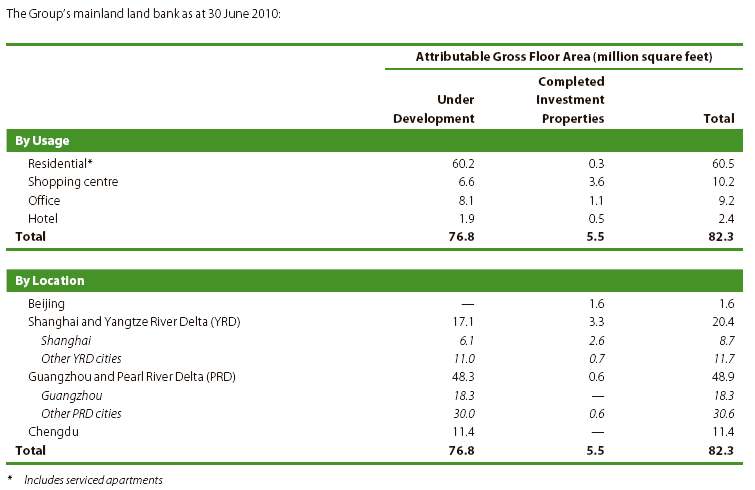 The Group's mainland land bank as at 30 June 2010:
Attributable Gross Floor Area (million square feet)
Under Development Completed Investment Properties Total
By Usage
Residential* 60.2 0.3 60.5
Shopping centre 6.6 3.6 10.2
Office 8.1 1.1 9.2
Hotel 1.9 0.5 2.4
Total 76.8 5.5 82.3
By Location
Beijing — 1.6 1.6
Shanghai and Yangtze River Delta (YRD) 17.1 3.3 20.4
Shanghai 6.1 2.6 8.7
Other YRD cities 11.0 0.7 11.7
Guangzhou and Pearl River Delta (PRD) 48.3 0.6 48.9
Guangzhou 18.3 — 18.3
Other PRD cities 30.0 0.6 30.6
Chengdu 11.4 — 11.4
Total 76.8 5.5 82.3
* Includes serviced apartments